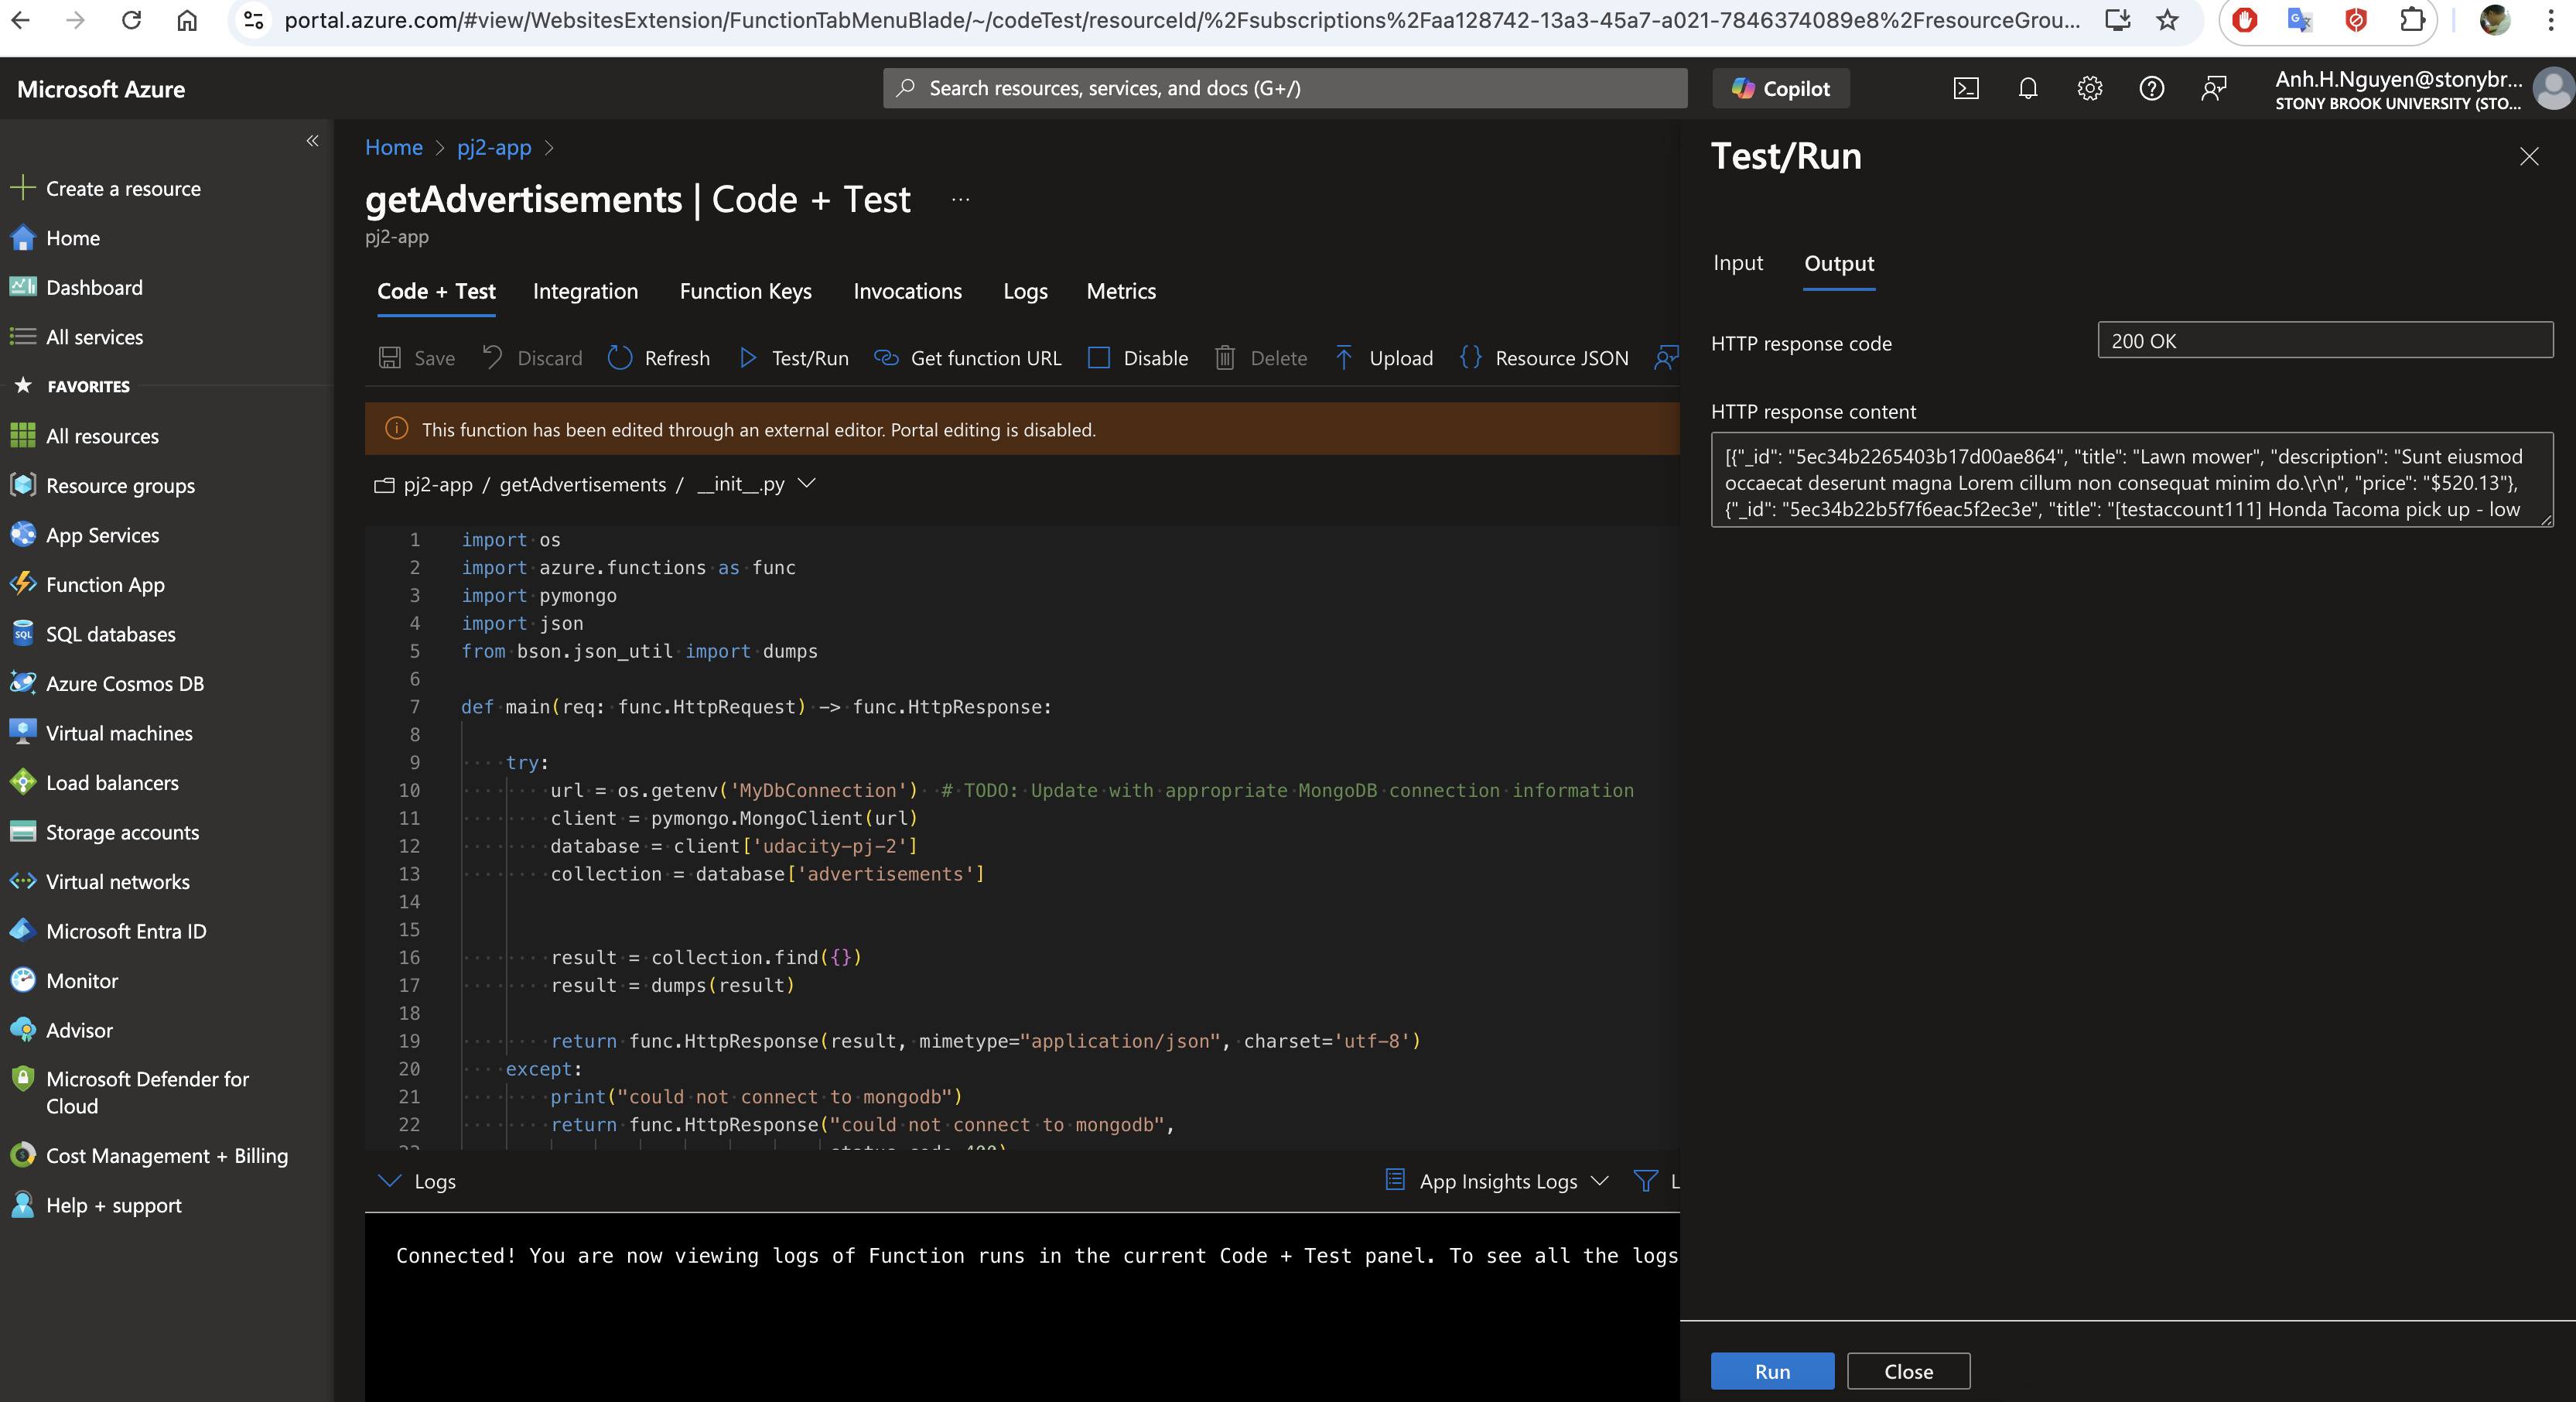 portal.azure.com/#view/WebsitesExtension/FunctionTabMenuBlade/~/codeTest/resourceId/%2Fsubscriptions%2Faa128742-13a3-45a7-a021-7846374089e8%2FresourceGrou...
Microsoft Azure
Search resources, services, and docs (G+/)
Copilot
Anh.H.Nguyen@stonybr...
STONY BROOK UNIVERSITY (STO...
Create a resource
Home
Dashboard
All services
FAVORITES
All resources
Resource groups
App Services
Function App
SQL databases
Azure Cosmos DB
Virtual machines
Load balancers
Storage accounts
Virtual networks
Microsoft Entra ID
Monitor
Advisor
Microsoft Defender for
Cloud
Cost Management + Billing
Help + support
Home > pj2-app >
getAdvertisements | Code + Test ...
pj2-app
Code + Test Integration Function Keys Invocations Logs Metrics
Save Discard Refresh Test/Run Get function URL Disable Delete Upload Resource JSON
This function has been edited through an external editor. Portal editing is disabled.
pj2-app / getAdvertisements / __init__.py
1 import os
2 import azure.functions as func
3 import pymongo
4 import json
5 from bson.json_util import dumps
6
7 def main(req: func.HttpRequest) -> func.HttpResponse:
8
9 try:
10 url = os.getenv('MyDbConnection') # TODO: Update with appropriate MongoDB connection information
11 client = pymongo.MongoClient(url)
12 database = client['udacity-pj-2']
13 collection = database['advertisements']
14
15
16 result = collection.find({})
17 result = dumps(result)
18
19 return func.HttpResponse(result, mimetype="application/json", charset='utf-8')
20 except:
21 print("could not connect to mongodb")
22 return func.HttpResponse("could not connect to mongodb",
Logs
App Insights Logs
L
Connected! You are now viewing logs of Function runs in the current Code + Test panel. To see all the logs
Test/Run
Input Output
HTTP response code
200 OK
HTTP response content
[{"_id": "5ec34b2265403b17d00ae864", "title": "Lawn mower", "description": "Sunt eiusmod
occaecat deserunt magna Lorem cillum non consequat minim do.\r\n", "price": "$520.13"},
{"_id": "5ec34b22b5f7f6eac5f2ec3e", "title": "[testaccount111] Honda Tacoma pick up - low
Run Close